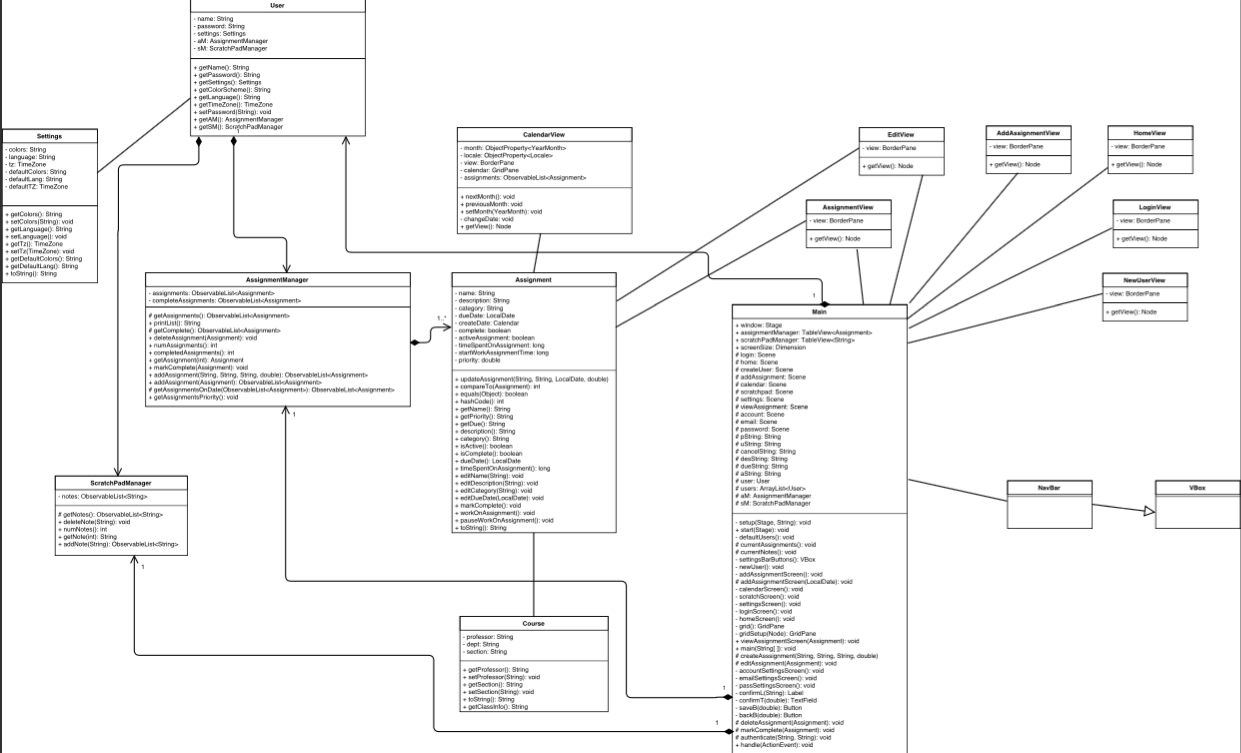 User
- name: String
- password: String
- settings: Settings
- aM: AssignmentManager
- sM: ScratchPadManager
+ getName(): String
+ getPassword(): String
+ getSettings(): Settings
+ getColorScheme(): String
+ getLanguage(): String
+ getTimeZone(): TimeZone
+ setPassword(String): void
+ getAM(): AssignmentManager
+ getSM(): ScratchPadManager
1
Settings
- colors: String
- language: String
- tz: TimeZone
- defaultColors: String
- defaultLang: String
- defaultTZ: TimeZone
+ getColors(): String
+ setColors(String): void
+ getLanguage(): String
+ setLanguage(): void
+ getTz(): TimeZone
+ setTz(TimeZone): void
+ getDefaultColors(): String
+ getDefaultLang(): String
+ toString(): String
CalendarView
- month: ObjectProperty<YearMonth>
- locale: ObjectProperty<Locale>
- view: BorderPane
- calendar: GridPane
- assignments: ObservableList<Assignment>
+ nextMonth(): void
+ previousMonth: void
+ setMonth(YearMonth): void
- changeDate: void
+ getView(): Node
EditView
- view: BorderPane
+ getView(): Node
AddAssignmentView
- view: BorderPane
+ getView(): Node
HomeView
- view: BorderPane
+ getView(): Node
AssignmentView
- view: BorderPane
+ getView(): Node
LoginView
- view: BorderPane
+ getView(): Node
NewUserView
- view: BorderPane
+ getView(): Node
AssignmentManager
- assignments: ObservableList<Assignment>
- completeAssignments: ObservableList<Assignment>
# getAssignments(): ObservableList<Assignment>
+ printList(): String
# getComplete(): ObservableList<Assignment>
+ deleteAssignment(Assignment): void
+ numAssignments(): int
+ completedAssignments(): int
+ getAssignment(int): Assignment
+ markComplete(Assignment): void
+ addAssignment(String, String, String, double): ObservableList<Assignment>
+ addAssignment(Assignment): ObservableList<Assignment>
# getAssignmentsOnDate(ObservableList<Assignment>): ObservableList<Assignment>
+ getAssignmentsPriority(): void
1..*
1
Assignment
- name: String
- description: String
- category: String
- dueDate: LocalDate
- createDate: Calendar
- complete: boolean
- activeAssignment: boolean
- timeSpentOnAssignment: long
- startWorkAssignmentTime: long
- priority: double
+ updateAssignment(String, String, LocalDate, double)
+ compareTo(Assignment): int
+ equals(Object): boolean
+ hashCode(): int
+ getName(): String
+ getPriority(): String
+ getDue(): String
+ description(): String
+ category(): String
+ isActive(): boolean
+ isComplete(): boolean
+ dueDate(): LocalDate
+ timeSpentOnAssignment(): long
+ editName(String): void
+ editDescription(String): void
+ editCategory(String): void
+ editDueDate(LocalDate): void
+ markComplete(): void
+ workOnAssignment(): void
+ pauseWorkOnAssignment(): void
+ toString(): String
ScratchPadManager
- notes: ObservableList<String>
# getNotes(): ObservableList<String>
+ deleteNote(String): void
+ numNotes(): int
+ getNote(int): String
+ addNote(String): ObservableList<String>
1
Course
- professor: String
- dept: String
- section: String
+ getProfessor(): String
+ setProfessor(String): void
+ getSection(): String
+ setSection(String): void
+ toString(): String
+ getClassInfo(): String
1
Main
+ window: Stage
+ assignmentManager: TableView<Assignment>
+ scratchPadManager: TableView<String>
+ screenSize: Dimension
# login: Scene
# home: Scene
# createUser: Scene
# addAssignment: Scene
# calendar: Scene
# scratchpad: Scene
# settings: Scene
# viewAssignment: Scene
# account: Scene
# email: Scene
# password: Scene
# pString: String
# uString: String
# cancelString: String
# desString: String
# dueString: String
# aString: String
# user: User
# users: ArrayList<User>
# aM: AssignmentManager
# sM: ScratchPadManager
- setup(Stage, String): void
+ start(Stage): void
- defaultUsers(): void
# currentAssignments(): void
# currentNotes(): void
- settingsBarButtons(): VBox
- newUser(): void
- addAssignmentScreen(): void
# addAssignmentScreen(LocalDate): void
- calendarScreen(): void
- scratchScreen(): void
- settingsScreen(): void
- loginScreen(): void
- homeScreen(): void
- grid(): GridPane
- gridSetup(Node): GridPane
+ viewAssignmentScreen(Assignment): void
+ main(String[ ]): void
# createAsssignment(String, String, String, double)
# editAssignment(Assignment): void
- accountSettingsScreen(): void
- emailSettingsScreen(): void
- passSettingsScreen(): void
- confirmL(String): Label
- confirmT(double): TextField
- saveB(double): Button
- backB(double): Button
# deleteAssignment(Assignment): void
# markComplete(Assignment): void
# authenticate(String, String): void
+ handle(ActionEvent): void
1
1
NavBar
VBox